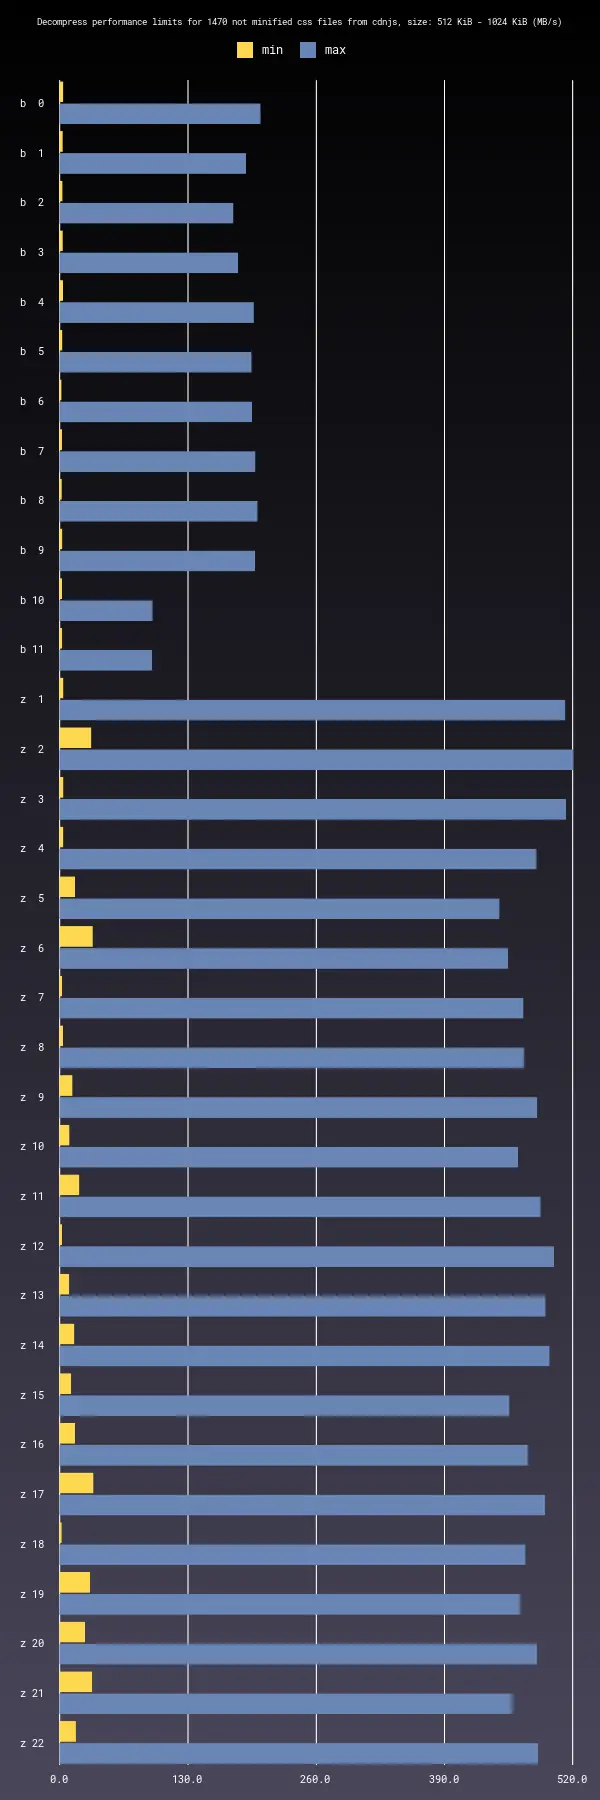 Decompress performance limits for 1470 not minified css files from cdnjs, size: 512 KiB - 1024 KiB (MB/s)
min max
b 0
b 1
b 2
b 3
b 4
b 5
b 6
b 7
b 8
b 9
b 10
b 11
z 1
z 2
z 3
z 4
z 5
z 6
z 7
z 8
z 9
z 10
z 11
z 12
z 13
z 14
z 15
z 16
z 17
z 18
z 19
z 20
z 21
z 22
0.0 130.0 260.0 390.0 520.0